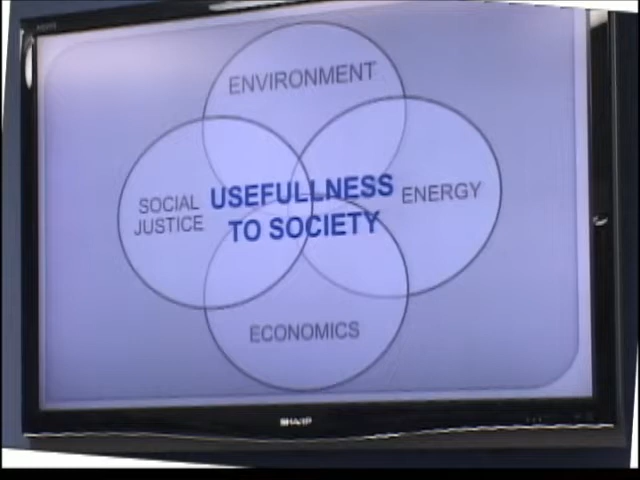 ENVIRONMENT
SOCIAL
JUSTICE
USEFULLNESS
TO SOCIETY
ENERGY
ECONOMICS
SHARP